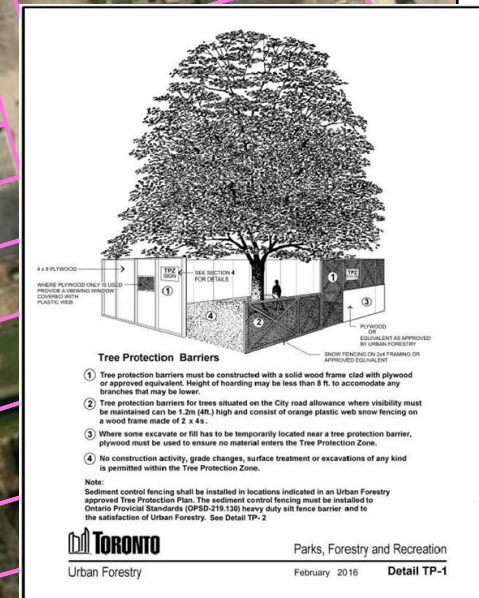 4 x 8 PLYWOOD
WHERE PLYWOOD ONLY IS USED
PROVIDE A VIEWING WINDOW
COVERED WITH
PLASTIC WEB
TPZ
SIGN
SEE SECTION 4
FOR DETAILS
1
4
2
1
TPZ
SIGN
3
PLYWOOD
OR
EQUIVALENT AS APPROVED
BY URBAN FORESTRY
SNOW FENCING ON 2x4 FRAMING OR
APPROVED EQUIVALENT
Tree Protection Barriers
1 Tree protection barriers must be constructed with a solid wood frame clad with plywood
or approved equivalent. Height of hoarding may be less than 8 ft. to accomodate any
branches that may be lower.
2 Tree protection barriers for trees situated on the City road allowance where visibility must
be maintained can be 1.2m (4ft.) high and consist of orange plastic web snow fencing on
a wood frame made of 2 x 4s.
3 Where some excavate or fill has to be temporarily located near a tree protection barrier,
plywood must be used to ensure no material enters the Tree Protection Zone.
4 No construction activity, grade changes, surface treatment or excavations of any kind
is permitted within the Tree Protection Zone.
Note:
Sediment control fencing shall be installed in locations indicated in an Urban Forestry
approved Tree Protection Plan. The sediment control fencing must be installed to
Ontario Provicial Standards (OPSD-219.130) heavy duty silt fence barrier and to
the satisfaction of Urban Forestry. See Detail TP- 2
TORONTO
Parks, Forestry and Recreation
Urban Forestry
February 2016
Detail TP-1